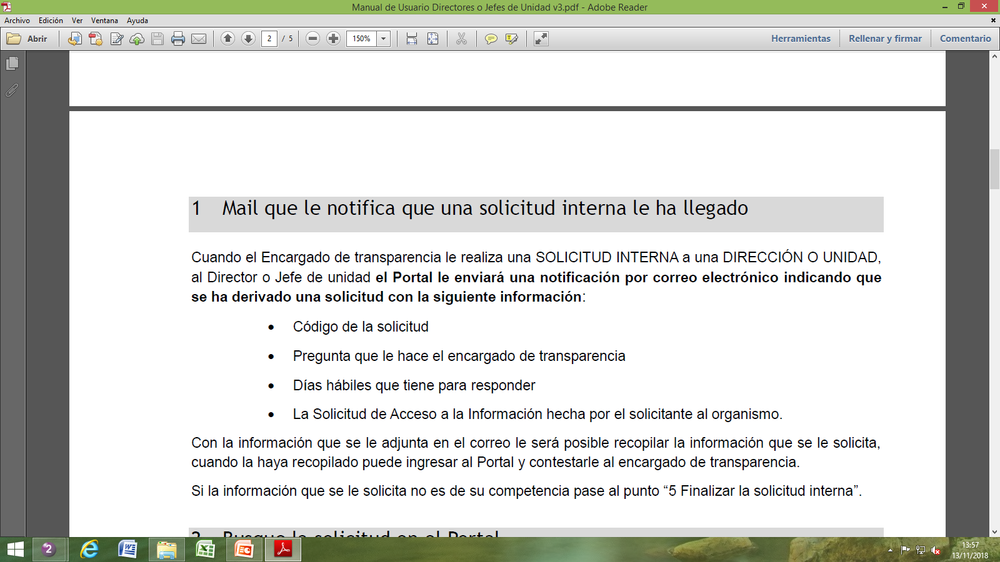 Manual de Usuario Directores o Jefes de Unidad v3.pdf - Adobe Reader
Archivo Edición Ver Ventana Ayuda
Abrir 2 / 5 150% Herramientas Rellenar y firmar Comentario
1 Mail que le notifica que una solicitud interna le ha llegado
Cuando el Encargado de transparencia le realiza una SOLICITUD INTERNA a una DIRECCIÓN O UNIDAD,
al Director o Jefe de unidad el Portal le enviará una notificación por correo electrónico indicando que
se ha derivado una solicitud con la siguiente información:
• Código de la solicitud
• Pregunta que le hace el encargado de transparencia
• Días hábiles que tiene para responder
• La Solicitud de Acceso a la Información hecha por el solicitante al organismo.
Con la información que se le adjunta en el correo le será posible recopilar la información que se le solicita,
cuando la haya recopilado puede ingresar al Portal y contestarle al encargado de transparencia.
Si la información que se le solicita no es de su competencia pase al punto “5 Finalizar la solicitud interna”.
2 Busque la solicitud en el Portal
2
13:57
13/11/2018